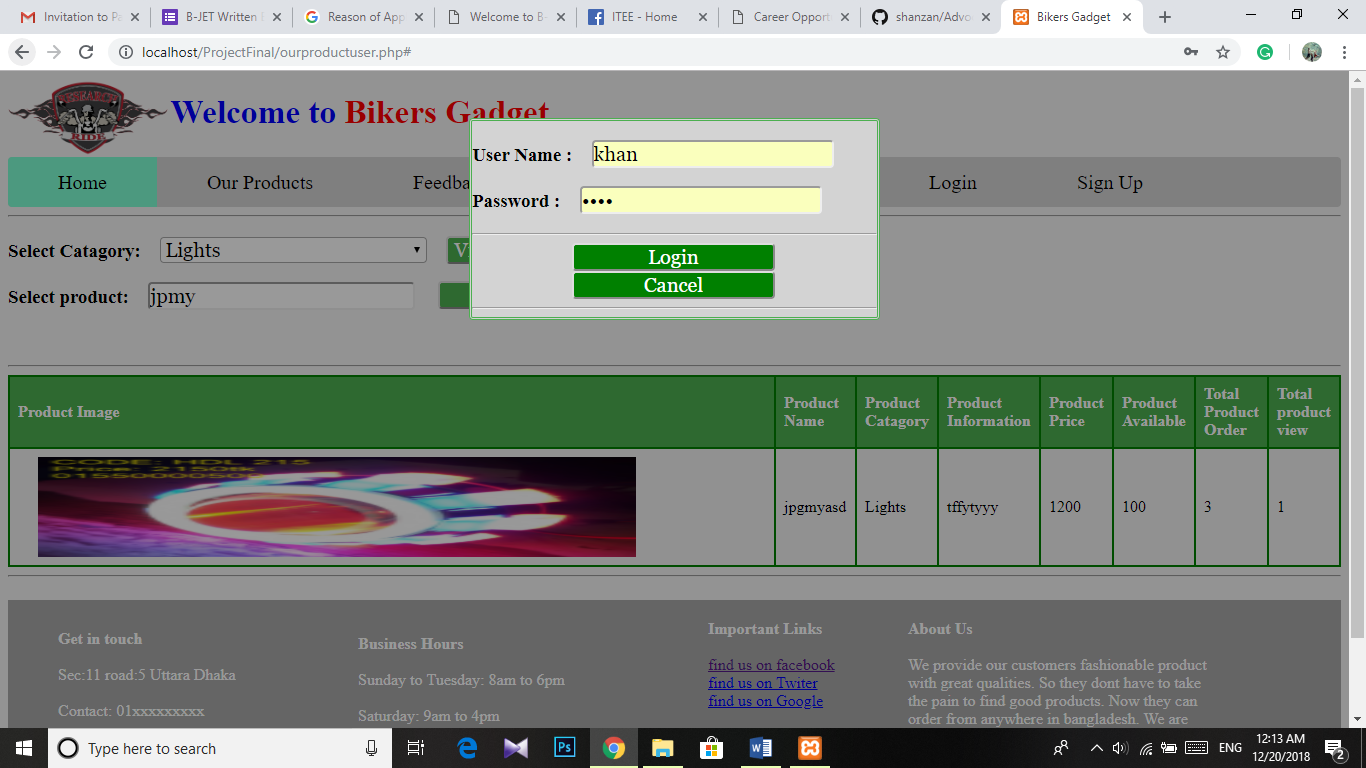 Invitation to Pa
B-JET Written
Reason of App
Welcome to B-
ITEE - Home
Career Opport
shanzan/Advo
Bikers Gadget
localhost/ProjectFinal/ourproductuser.php#
RIDE
Welcome to Bikers Gadget
Home
Our Products
Feedba
Login
Sign Up
User Name :
khan
Password :
••••
Login
Cancel
Select Catagory:
Lights
Select product:
jpmy
Product Image
Product Name
Product Catagory
Product Information
Product Price
Product Available
Total Product Order
Total product view
CODE: HDL 215
Price: 2150tk
jpgmyasd
Lights
tffytyyy
1200
100
3
1
Get in touch
Sec:11 road:5 Uttara Dhaka
Contact: 01xxxxxxxxx
Business Hours
Sunday to Tuesday: 8am to 6pm
Saturday: 9am to 4pm
Important Links
find us on facebook
find us on Twiter
find us on Google
About Us
We provide our customers fashionable product
with great qualities. So they dont have to take
the pain to find good products. Now they can
order from anywhere in bangladesh. We are
Type here to search
Ps
ENG
12:13 AM
12/20/2018
2